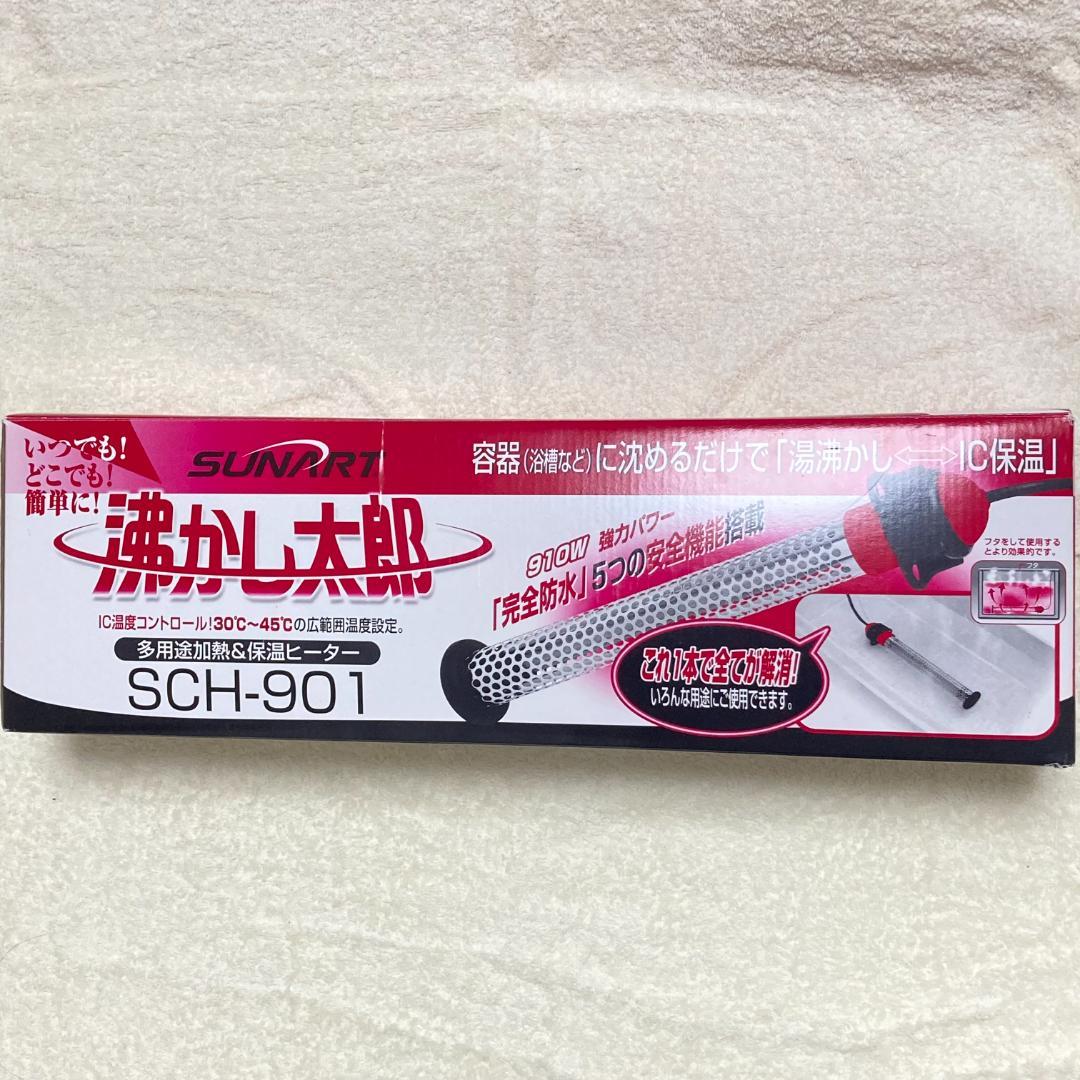 いつでも!
どこでも!
簡単に!
SUNART
沸かし太郎
IC温度コントロール!30℃~45℃の広範囲温度設定。
多用途加熱&保温ヒーター
SCH-901
容器(浴槽など)に沈めるだけで「湯沸かし⇔IC保温」
910W 強力パワー
「完全防水」5つの安全機能搭載
これ1本で全てが解消!
いろんな用途にご使用できます。
フタをして使用する
とより効果的です。
フタ